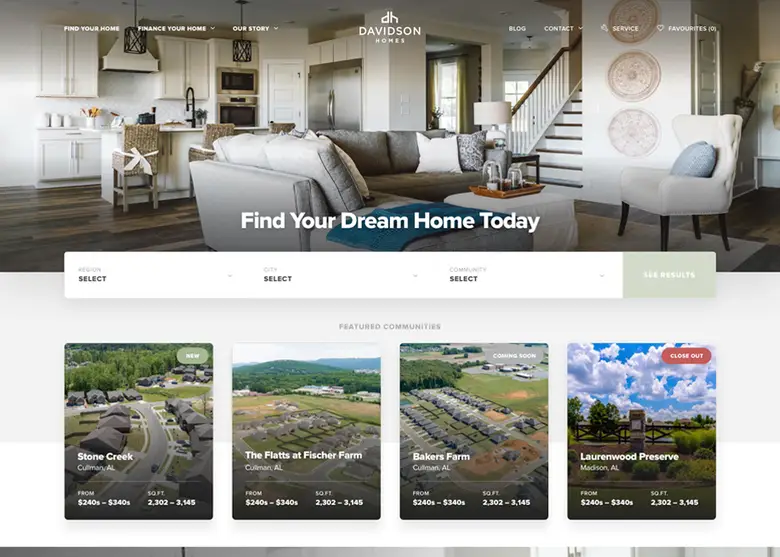 FIND YOUR HOME
FINANCE YOUR HOME
OUR STORY
dh
DAVIDSON
HOMES
BLOG
CONTACT
SERVICE
FAVOURITES (0)
Find Your Dream Home Today
REGION
SELECT
CITY
SELECT
COMMUNITY
SELECT
SEE RESULTS
FEATURED COMMUNITIES
NEW
Stone Creek
Cullman, AL
FROM
$240s – $340s
SQ.FT.
2,302 – 3,145
The Flatts at Fischer Farm
Cullman, AL
FROM
$240s – $340s
SQ.FT.
2,302 – 3,145
COMING SOON
Bakers Farm
Cullman, AL
FROM
$240s – $340s
SQ.FT.
2,302 – 3,145
CLOSE OUT
Laurenwood Preserve
Madison, AL
FROM
$240s – $340s
SQ.FT.
2,302 – 3,145